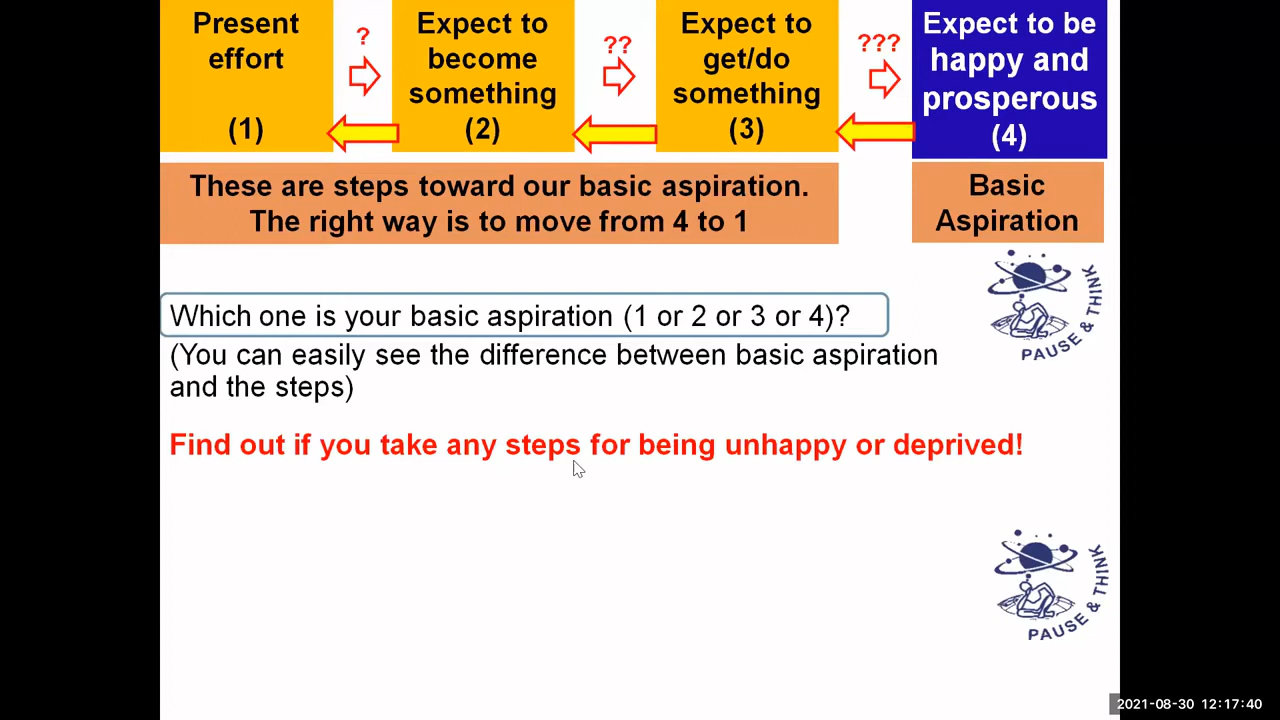 Present
effort
(1)
?
Expect to
become
something
(2)
??
Expect to
get/do
something
(3)
???
Expect to be
happy and
prosperous
(4)
These are steps toward our basic aspiration.
The right way is to move from 4 to 1
Basic
Aspiration
PAUSE & THINK
Which one is your basic aspiration (1 or 2 or 3 or 4)?
(You can easily see the difference between basic aspiration
and the steps)
Find out if you take any steps for being unhappy or deprived!
PAUSE & THINK
2021-08-30 12:17:40